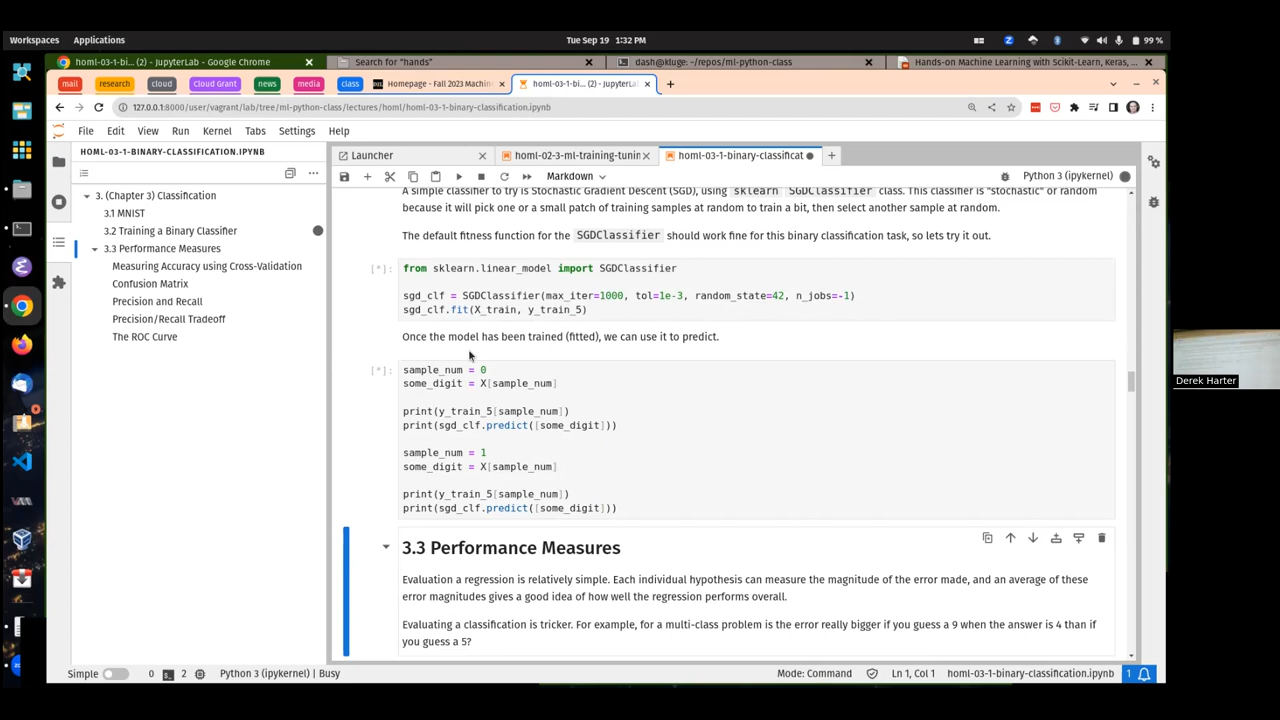 Workspaces Applications Tue Sep 19 1:32 PM 99 %
homl-03-1-bi... (2) - JupyterLab - Google Chrome Search for "hands" dash@kluge: ~/repos/ml-python-class Hands-on Machine Learning with Scikit-Learn, Keras, ...
mail research cloud Cloud Grant news media class Homepage - Fall 2023 Machin homl-03-1-bi... (2) - JupyterLa
127.0.0.1:8000/user/vagrant/lab/tree/ml-python-class/lectures/homl/homl-03-1-binary-classification.ipynb
File Edit View Run Kernel Tabs Settings Help
HOML-03-1-BINARY-CLASSIFICATION.IPYNB
Launcher homl-02-3-ml-training-tunin homl-03-1-binary-classificat
Markdown Python 3 (ipykernel)
3. (Chapter 3) Classification
3.1 MNIST
3.2 Training a Binary Classifier
3.3 Performance Measures
Measuring Accuracy using Cross-Validation
Confusion Matrix
Precision and Recall
Precision/Recall Tradeoff
The ROC Curve
A simple classifier to try is Stochastic Gradient Descent (SGD), using sklearn SGDClassifier class. This classifier is "stochastic" or random
because it will pick one or a small patch of training samples at random to train a bit, then select another sample at random.
The default fitness function for the SGDClassifier should work fine for this binary classification task, so lets try it out.
[*]: from sklearn.linear_model import SGDClassifier
sgd_clf = SGDClassifier(max_iter=1000, tol=1e-3, random_state=42, n_jobs=-1)
sgd_clf.fit(X_train, y_train_5)
Once the model has been trained (fitted), we can use it to predict.
[*]: sample_num = 0
some_digit = X[sample_num]
print(y_train_5[sample_num])
print(sgd_clf.predict([some_digit]))
sample_num = 1
some_digit = X[sample_num]
print(y_train_5[sample_num])
print(sgd_clf.predict([some_digit]))
3.3 Performance Measures
Evaluation a regression is relatively simple. Each individual hypothesis can measure the magnitude of the error made, and an average of these
error magnitudes gives a good idea of how well the regression performs overall.
Evaluating a classification is tricker. For example, for a multi-class problem is the error really bigger if you guess a 9 when the answer is 4 than if
you guess a 5?
Derek Harter
Simple 0 2 Python 3 (ipykernel) | Busy Mode: Command Ln 1, Col 1 homl-03-1-binary-classification.ipynb 1